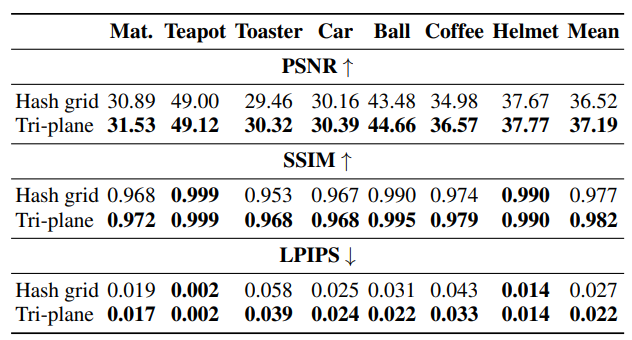 Mat. Teapot Toaster Car Ball Coffee Helmet Mean
PSNR ↑
Hash grid 30.89 49.00 29.46 30.16 43.48 34.98 37.67 36.52
Tri-plane 31.53 49.12 30.32 30.39 44.66 36.57 37.77 37.19
SSIM ↑
Hash grid 0.968 0.999 0.953 0.967 0.990 0.974 0.990 0.977
Tri-plane 0.972 0.999 0.968 0.968 0.995 0.979 0.990 0.982
LPIPS ↓
Hash grid 0.019 0.002 0.058 0.025 0.031 0.043 0.014 0.027
Tri-plane 0.017 0.002 0.039 0.024 0.022 0.033 0.014 0.022